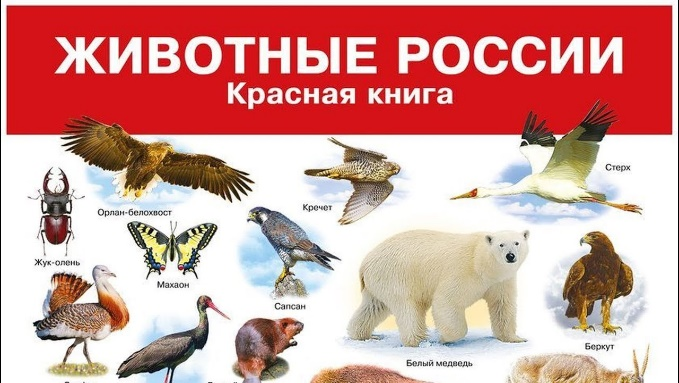 ЖИВОТНЫЕ РОССИИ
Красная книга
Стерх
Орлан-белохвост
Кречет
Жук-олень
Махаон
Сапсан
Беркут
Белый медведь